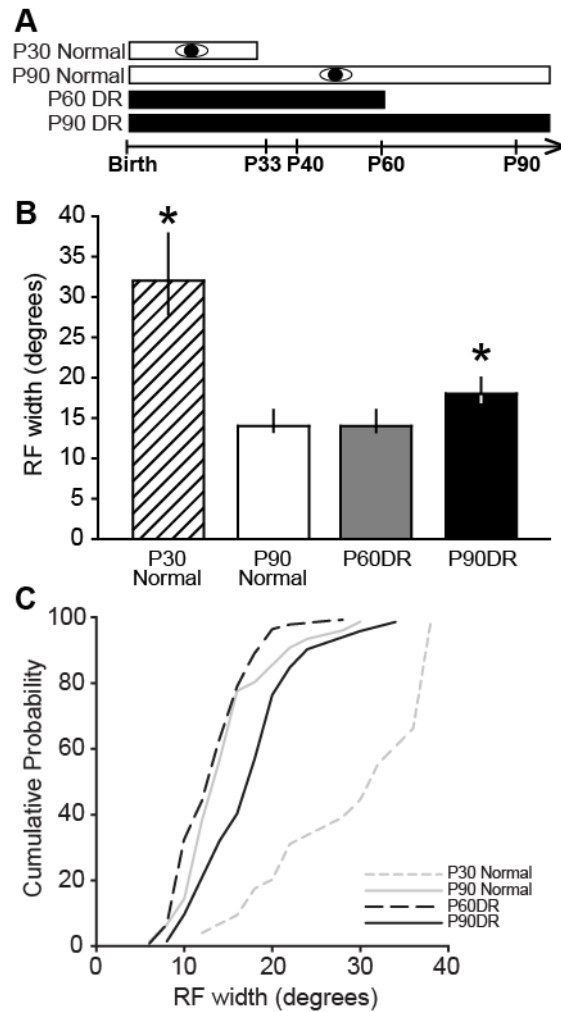 A
P30 Normal
P90 Normal
P60 DR
P90 DR
Birth P33 P40 P60 P90
B
RF width (degrees)
40
35
30
25
20
15
10
5
0
*
*
P30 Normal
P90 Normal
P60DR
P90DR
C
Cumulative Probability
100
80
60
40
20
0
P30 Normal
P90 Normal
P60DR
P90DR
0 10 20 30 40
RF width (degrees)